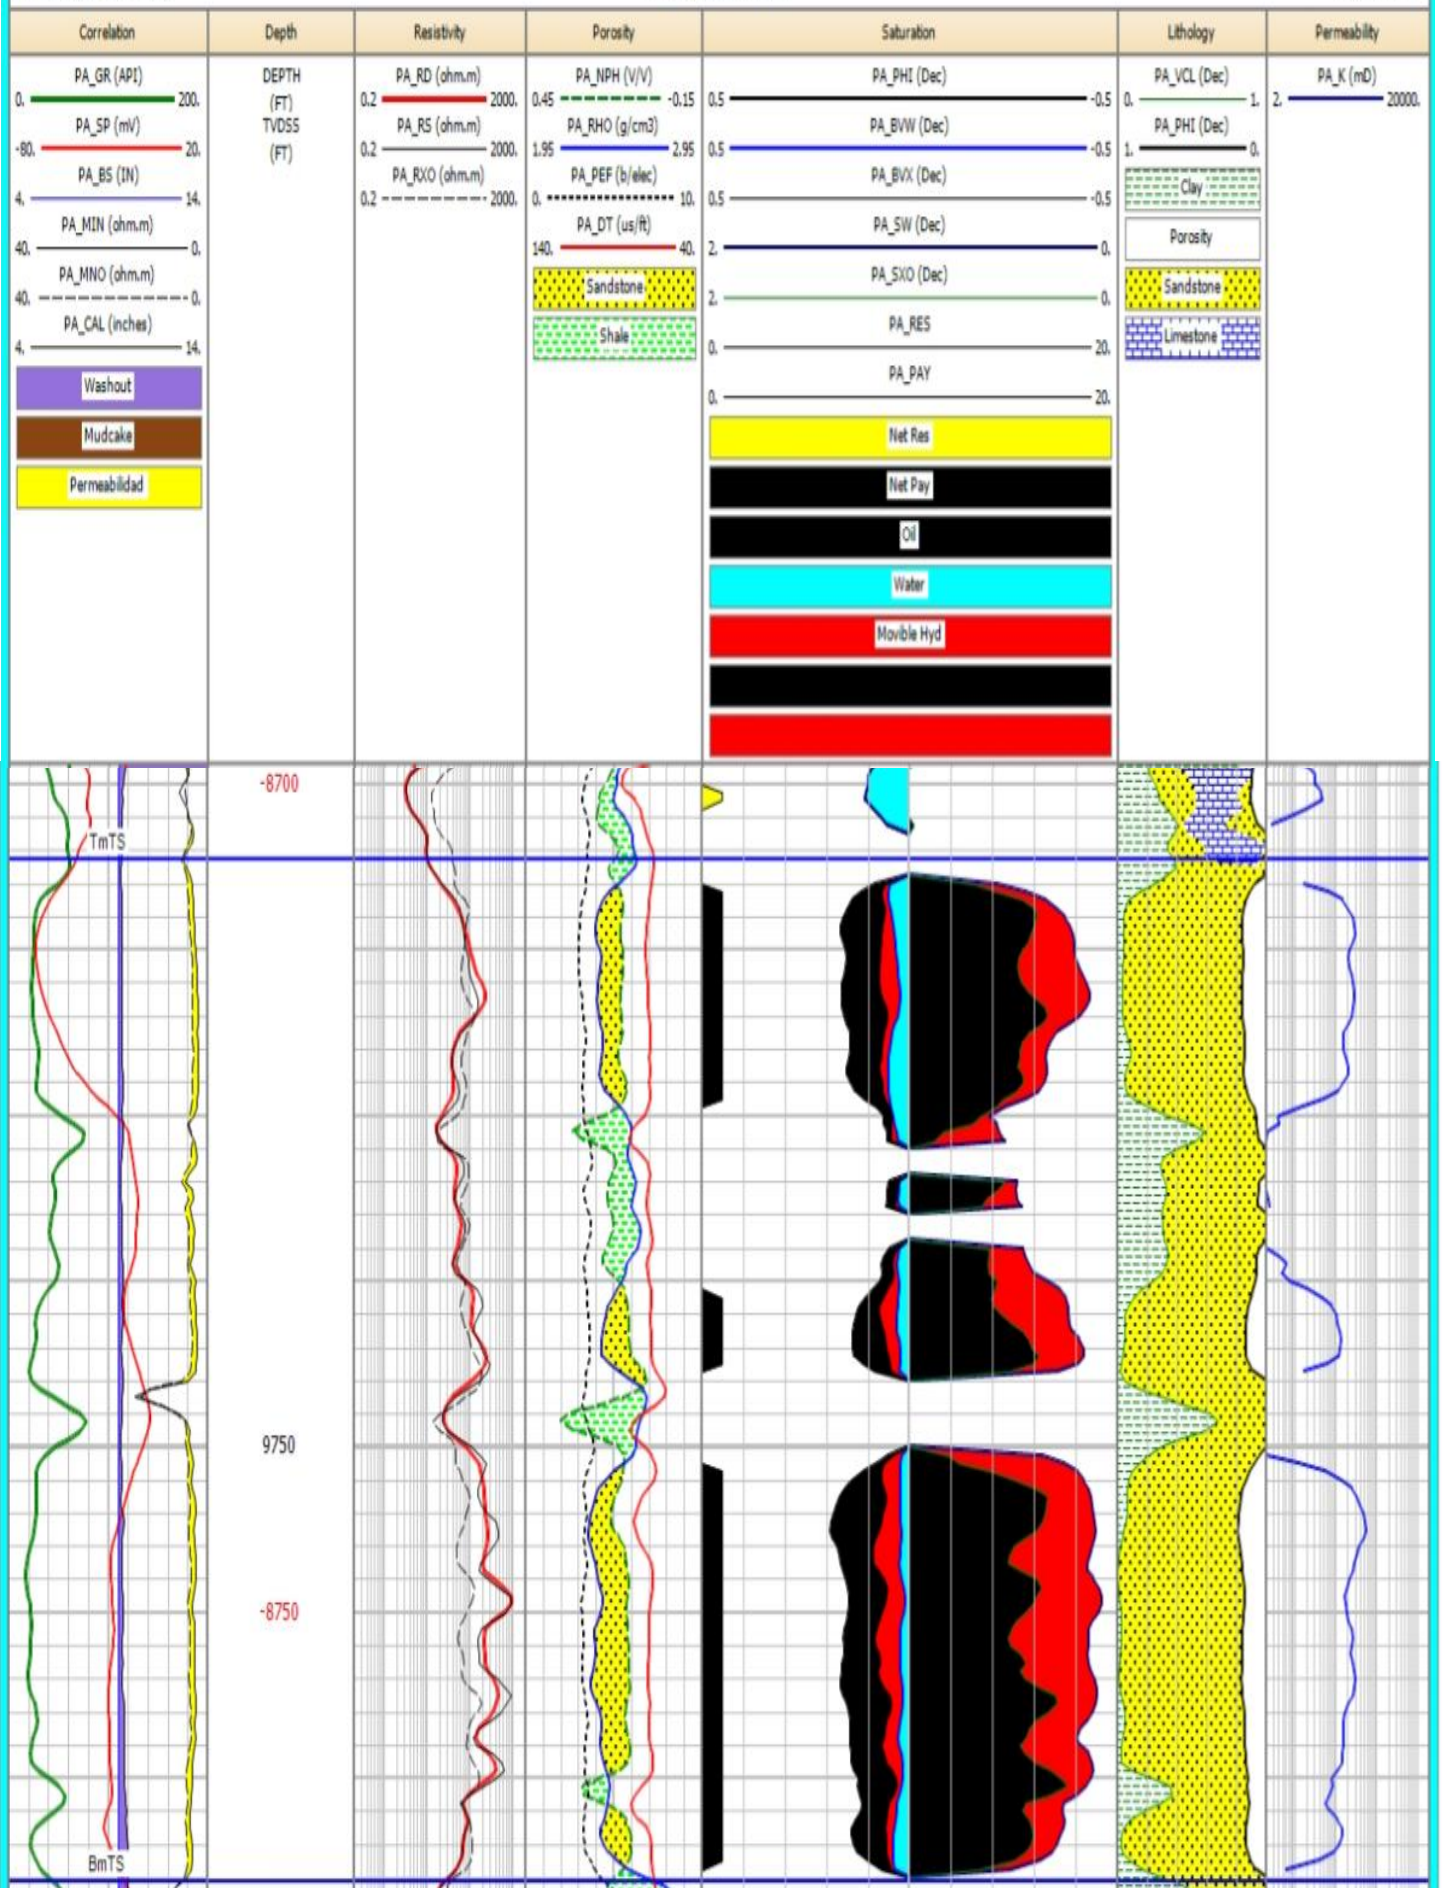 Correlation Depth Resistivity Porosity Saturation Lithology Permeability
PA_GR (API)
0. 200.
PA_SP (mV)
-80. 20.
PA_BS (IN)
4. 14.
PA_MIN (ohm.m)
40. 0.
PA_MNO (ohm.m)
40. 0.
PA_CAL (inches)
4. 14.
Washout
Mudcake
Permeabilidad
DEPTH
(FT)
TVDSS
(FT)
PA_RD (ohm.m)
0.2 2000.
PA_RS (ohm.m)
0.2 2000.
PA_RXO (ohm.m)
0.2 2000.
PA_NPH (V/V)
0.45 -0.15
PA_RHO (g/cm3)
1.95 2.95
PA_PEF (b/elec)
0. 10.
PA_DT (us/ft)
140. 40.
Sandstone
Shale
PA_PHI (Dec)
0.5 -0.5
PA_BVW (Dec)
0.5 -0.5
PA_BVX (Dec)
0.5 -0.5
PA_SW (Dec)
2. 0.
PA_SXO (Dec)
2. 0.
PA_RES
0. 20.
PA_PAY
0. 20.
Net Res
Net Pay
Oil
Water
Movible Hyd
PA_VCL (Dec)
0. 1.
PA_PHI (Dec)
1. 0.
Clay
Porosity
Sandstone
Limestone
PA_K (mD)
2. 20000.
-8700
TmTS
9750
-8750
BmTS